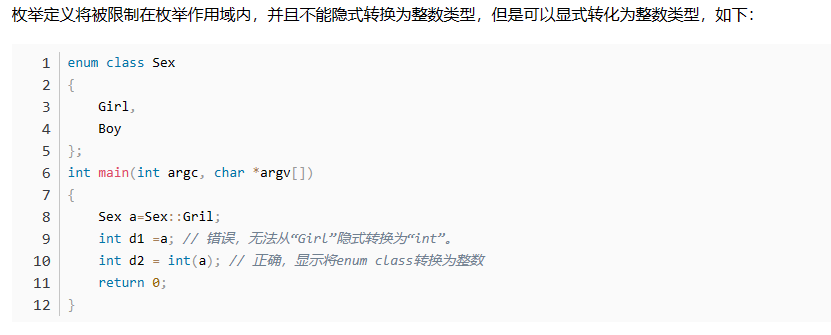 枚举定义将被限制在枚举作用域内，并且不能隐式转换为整数类型，但是可以显式转化为整数类型，如下：
1 enum class Sex
2 {
3     Girl,
4     Boy
5 };
6 int main(int argc, char *argv[])
7 {
8     Sex a=Sex::Gril;
9     int d1 =a; // 错误，无法从“Girl”隐式转换为“int”。
10     int d2 = int(a); // 正确，显示将enum class转换为整数
11     return 0;
12 }